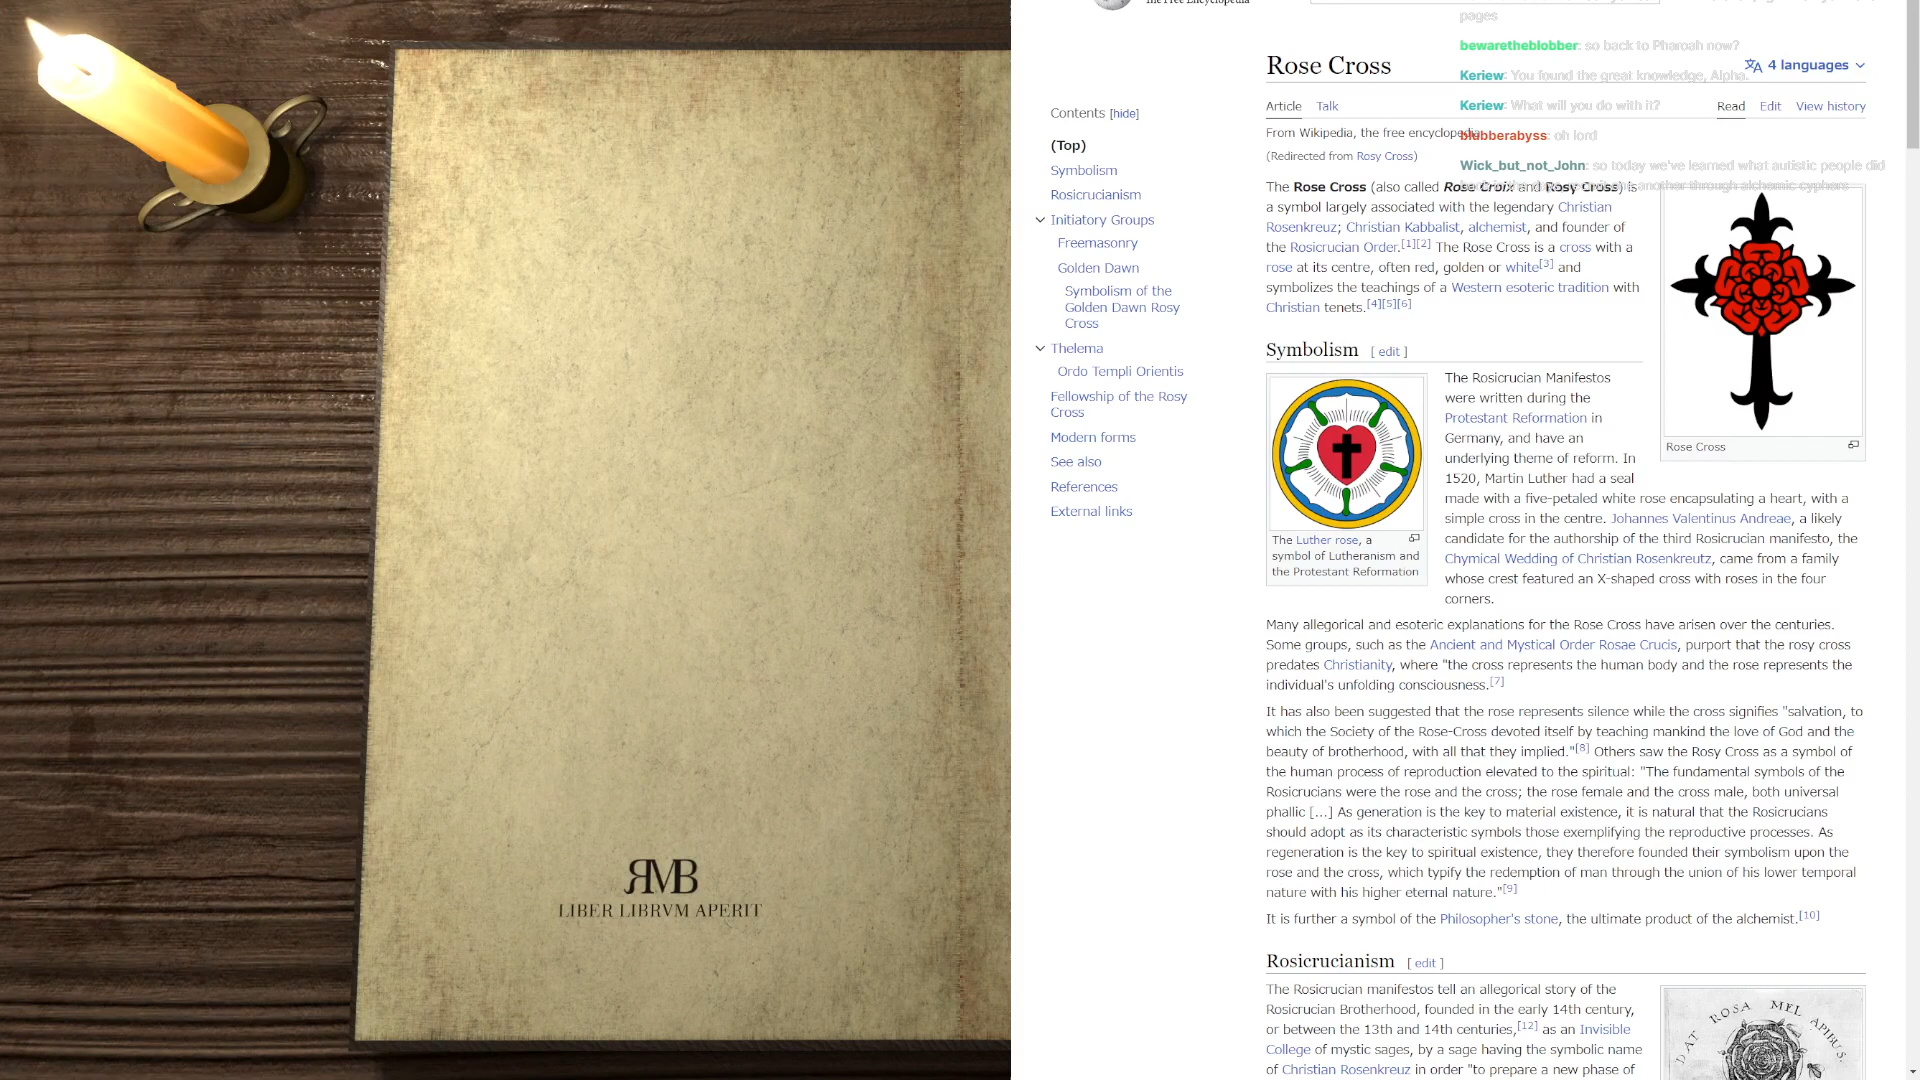 ЯMB
LIBER LIBRVM APERIT
The Free Encyclopedia
Contents [hide]
(Top)
Symbolism
Rosicrucianism
Initiatory Groups
Freemasonry
Golden Dawn
Symbolism of the
Golden Dawn Rosy
Cross
Thelema
Ordo Templi Orientis
Fellowship of the Rosy
Cross
Modern forms
See also
References
External links
Rose Cross
4 languages
Article Talk
Read Edit View history
From Wikipedia, the free encyclopedia
(Redirected from Rosy Cross)
The Rose Cross (also called Rose Croix and Rosy Cross) is
a symbol largely associated with the legendary Christian
Rosenkreuz; Christian Kabbalist, alchemist, and founder of
the Rosicrucian Order.[1][2] The Rose Cross is a cross with a
rose at its centre, often red, golden or white[3] and
symbolizes the teachings of a Western esoteric tradition with
Christian tenets.[4][5][6]
Rose Cross
Symbolism [ edit ]
The Luther rose, a
symbol of Lutheranism and
the Protestant Reformation
The Rosicrucian Manifestos
were written during the
Protestant Reformation in
Germany, and have an
underlying theme of reform. In
1520, Martin Luther had a seal
made with a five-petaled white rose encapsulating a heart, with a
simple cross in the centre. Johannes Valentinus Andreae, a likely
candidate for the authorship of the third Rosicrucian manifesto, the
Chymical Wedding of Christian Rosenkreutz, came from a family
whose crest featured an X-shaped cross with roses in the four
corners.
Many allegorical and esoteric explanations for the Rose Cross have arisen over the centuries.
Some groups, such as the Ancient and Mystical Order Rosae Crucis, purport that the rosy cross
predates Christianity, where "the cross represents the human body and the rose represents the
individual's unfolding consciousness.[7]
It has also been suggested that the rose represents silence while the cross signifies "salvation, to
which the Society of the Rose-Cross devoted itself by teaching mankind the love of God and the
beauty of brotherhood, with all that they implied."[8] Others saw the Rosy Cross as a symbol of
the human process of reproduction elevated to the spiritual: "The fundamental symbols of the
Rosicrucians were the rose and the cross; the rose female and the cross male, both universal
phallic [...] As generation is the key to material existence, it is natural that the Rosicrucians
should adopt as its characteristic symbols those exemplifying the reproductive processes. As
regeneration is the key to spiritual existence, they therefore founded their symbolism upon the
rose and the cross, which typify the redemption of man through the union of his lower temporal
nature with his higher eternal nature."[9]
It is further a symbol of the Philosopher's stone, the ultimate product of the alchemist.[10]
Rosicrucianism [ edit ]
The Rosicrucian manifestos tell an allegorical story of the
Rosicrucian Brotherhood, founded in the early 14th century,
or between the 13th and 14th centuries,[12] as an Invisible
College of mystic sages, by a sage having the symbolic name
of Christian Rosenkreuz in order "to prepare a new phase of
DAT ROSA MEL APIBUS.
pages
bewaretheblobber: so back to Pharoah now?
Keriew: You found the great knowledge, Alpha.
Keriew: What will you do with it?
blubberabyss: oh lord
Wick_but_not_John: so today we've learned what autistic people did
another through alchemic cyphers